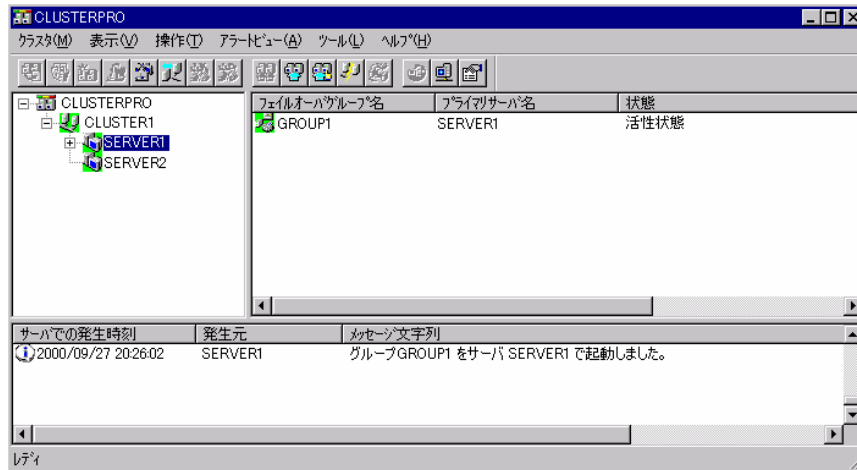 CLUSTERPRO
クラスタ(M) 表示(V) 操作(T) アラートビュー(A) ツール(L) ヘルプ(H)
CLUSTERPRO
CLUSTER1
SERVER1
SERVER2
フェイルオーバグループ名 プライマリサーバ名 状態
GROUP1 SERVER1 活性状態
サーバでの発生時刻 発生元 メッセージ文字列
2000/09/27 20:26:02 SERVER1 グループGROUP1 をサーバ SERVER1 で起動しました。
レディ